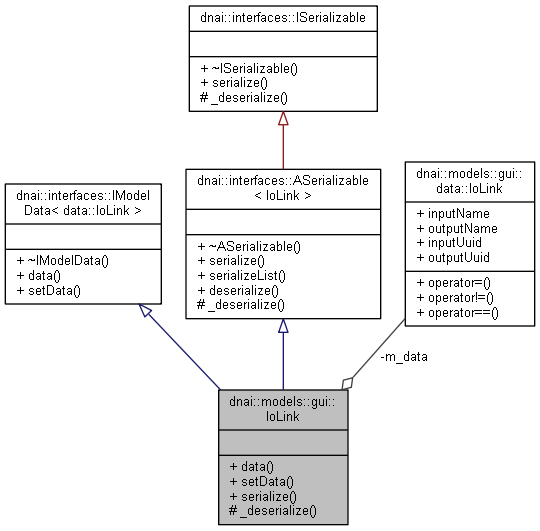 dnai::interfaces::ISerializable
+ ~ISerializable()
+ serialize()
# _deserialize()
dnai::interfaces::IModel
Data< data::IoLink >
+ ~IModelData()
+ data()
+ setData()
dnai::interfaces::ASerializable
< IoLink >
+ ~ASerializable()
+ serialize()
+ serializeList()
+ deserialize()
# _deserialize()
dnai::models::gui::
data::IoLink
+ inputName
+ outputName
+ inputUuid
+ outputUuid
+ operator=()
+ operator!=()
+ operator==()
-m_data
dnai::models::gui::
IoLink
+ data()
+ setData()
+ serialize()
# _deserialize()